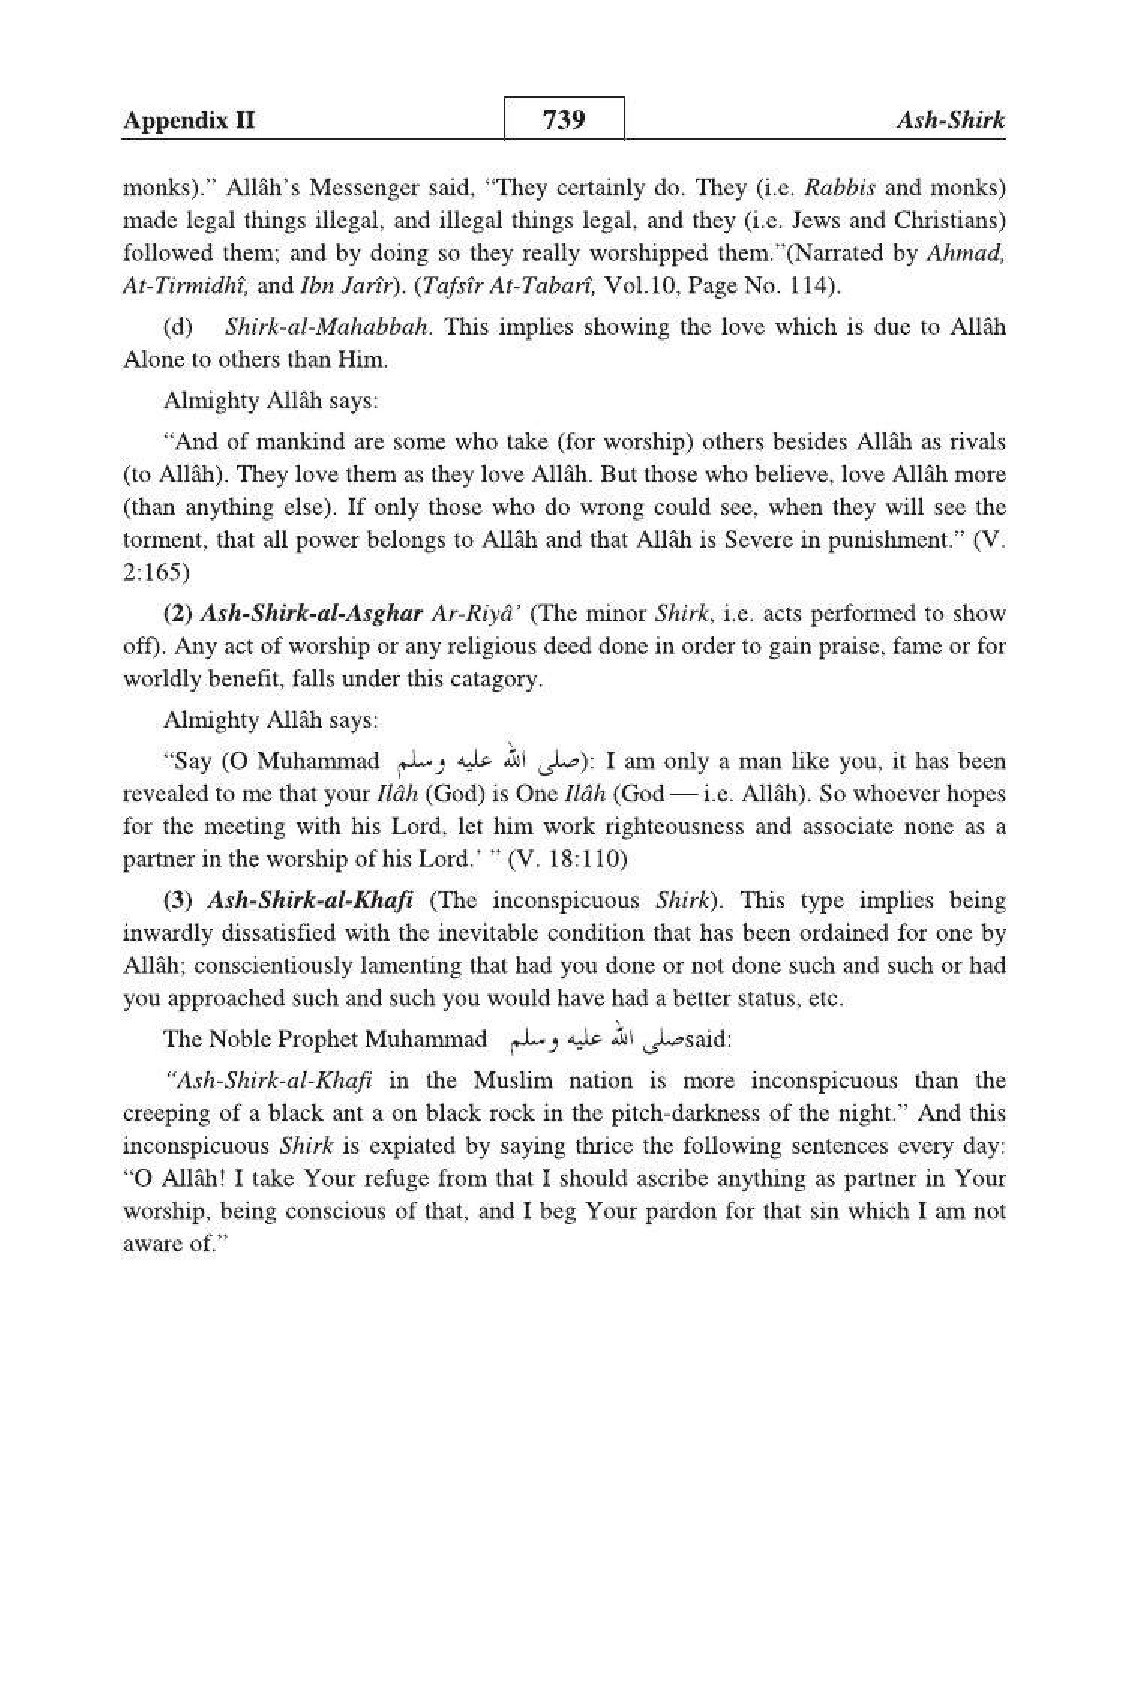 Appendix II 739 Ash-Shirk
monks).” Allâh’s Messenger said, “They certainly do. They (i.e. Rabbis and monks)
made legal things illegal, and illegal things legal, and they (i.e. Jews and Christians)
followed them; and by doing so they really worshipped them.”(Narrated by Ahmad,
At-Tirmidhî, and Ibn Jarîr). (Tafsîr At-Tabarî, Vol.10, Page No. 114).
(d) Shirk-al-Mahabbah. This implies showing the love which is due to Allâh
Alone to others than Him.
Almighty Allâh says:
“And of mankind are some who take (for worship) others besides Allâh as rivals
(to Allâh). They love them as they love Allâh. But those who believe, love Allâh more
(than anything else). If only those who do wrong could see, when they will see the
torment, that all power belongs to Allâh and that Allâh is Severe in punishment.” (V.
2:165)
(2) Ash-Shirk-al-Asghar Ar-Riyâ’ (The minor Shirk, i.e. acts performed to show
off). Any act of worship or any religious deed done in order to gain praise, fame or for
worldly benefit, falls under this catagory.
Almighty Allâh says:
“Say (O Muhammad صلى الله عليه وسلم): I am only a man like you, it has been
revealed to me that your Ilâh (God) is One Ilâh (God — i.e. Allâh). So whoever hopes
for the meeting with his Lord, let him work righteousness and associate none as a
partner in the worship of his Lord.’ ” (V. 18:110)
(3) Ash-Shirk-al-Khafi (The inconspicuous Shirk). This type implies being
inwardly dissatisfied with the inevitable condition that has been ordained for one by
Allâh; conscientiously lamenting that had you done or not done such and such or had
you approached such and such you would have had a better status, etc.
The Noble Prophet Muhammad صلى الله عليه وسلم said:
“Ash-Shirk-al-Khafi in the Muslim nation is more inconspicuous than the
creeping of a black ant a on black rock in the pitch-darkness of the night.” And this
inconspicuous Shirk is expiated by saying thrice the following sentences every day:
“O Allâh! I take Your refuge from that I should ascribe anything as partner in Your
worship, being conscious of that, and I beg Your pardon for that sin which I am not
aware of.”